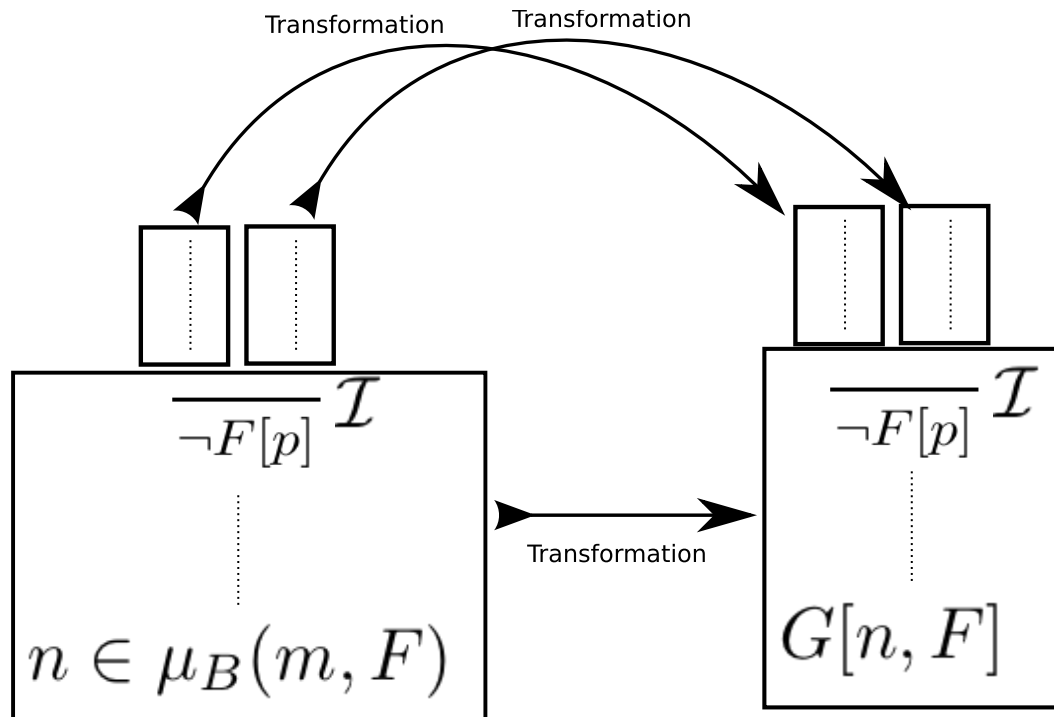 Transformation
Transformation
¬F[p] ℐ
n ∈ μ_B(m, F)
Transformation
¬F[p] ℐ
G[n, F]